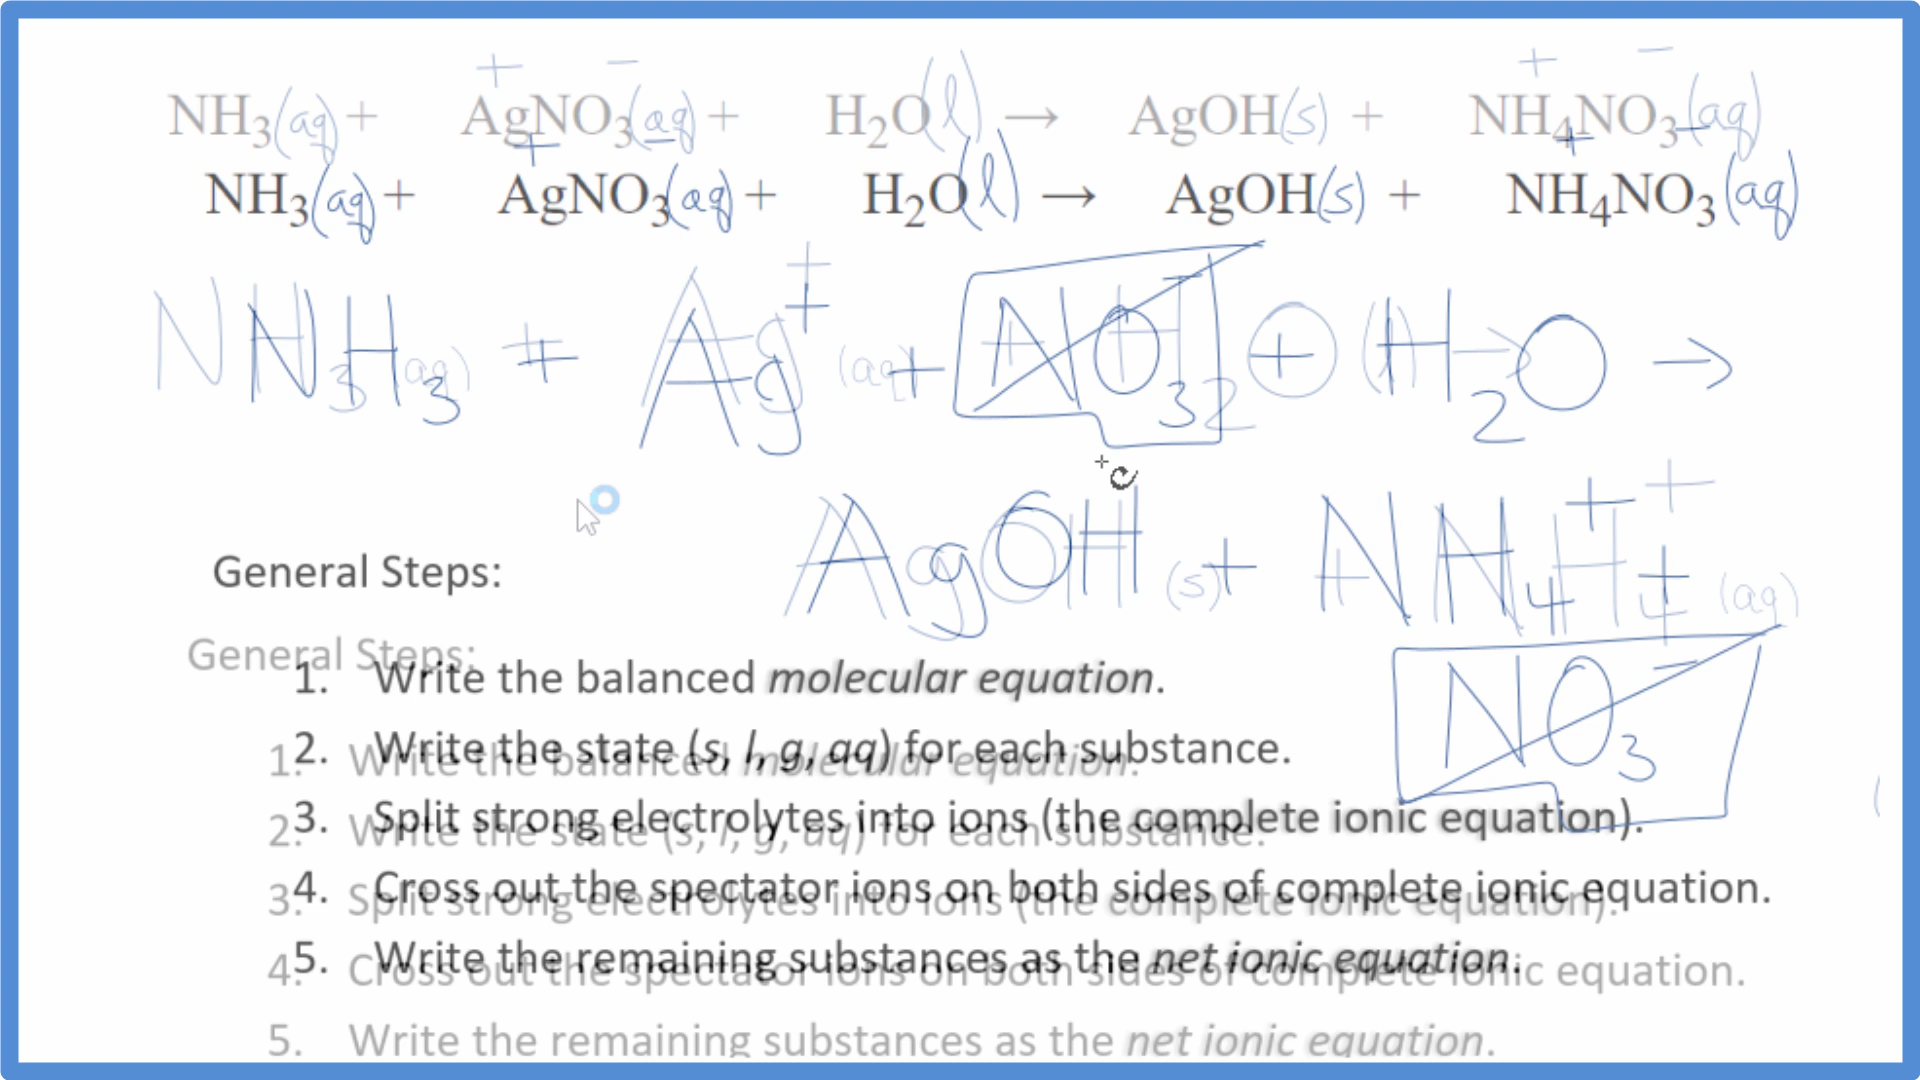 NH₃(aq) + AgNO₃(aq) + H₂O(l) → AgOH(s) + NH₄NO₃(aq)
NH₃(aq) + AgNO₃(aq) + H₂O(l) → AgOH(s) + NH₄NO₃(aq)
NH₃ + Ag⁺ + NO₃⁻ + H₂O →
NH₃(aq) + Ag⁺(aq) + H₂O(l) →
AgOH + NH₄⁺ + NO₃⁻
AgOH(s) + NH₄⁺(aq)
General Steps:
1. Write the balanced molecular equation.
2. Write the state (s, l, g, aq) for each substance.
3. Split strong electrolytes into ions (the complete ionic equation).
4. Cross out the spectator ions on both sides of complete ionic equation.
5. Write the remaining substances as the net ionic equation.
General Steps:
1. Write the balanced molecular equation.
2. Write the state (s, l, g, aq) for each substance.
3. Split strong electrolytes into ions (the complete ionic equation).
4. Cross out the spectator ions on both sides of complete ionic equation.
5. Write the remaining substances as the net ionic equation.